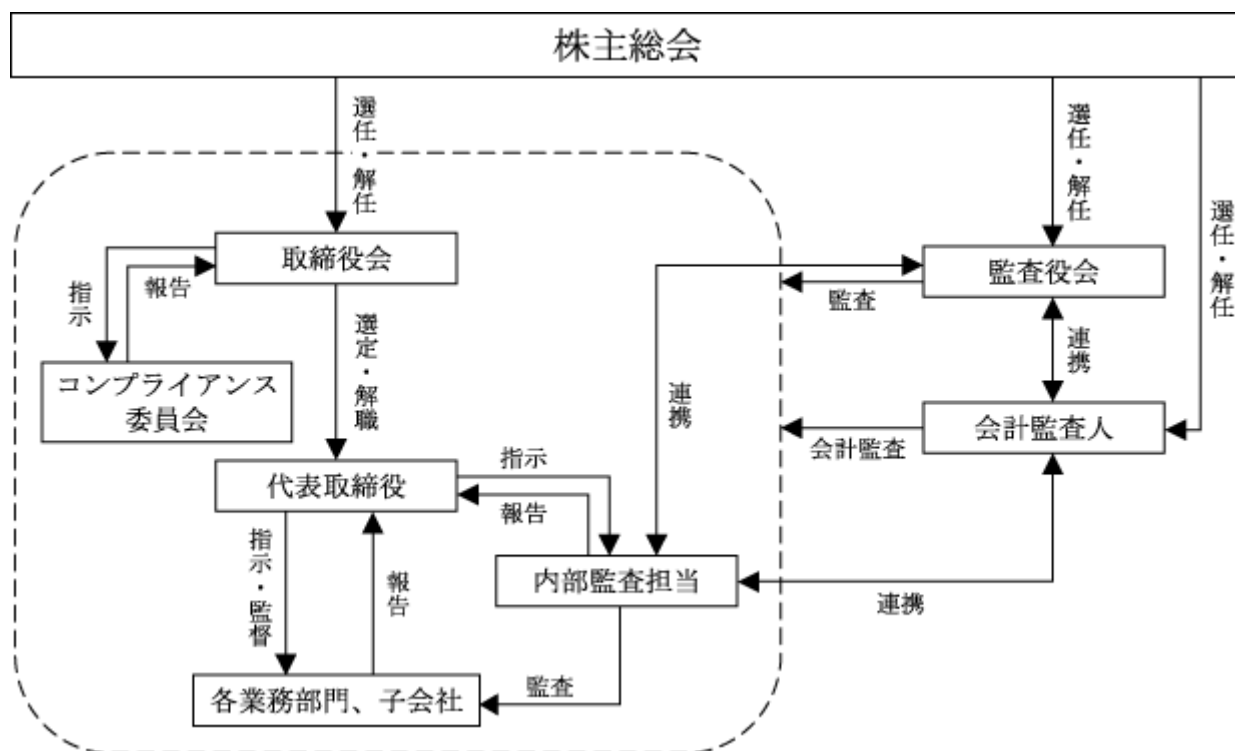 株主総会
選任・解任
選任・解任
選任・解任
取締役会
監査役会
指示
報告
監査
選定・解職
連携
連携
コンプライアンス
委員会
会計監査人
会計監査
代表取締役
指示
報告
内部監査担当
連携
指示・監督
報告
各業務部門、子会社
監査